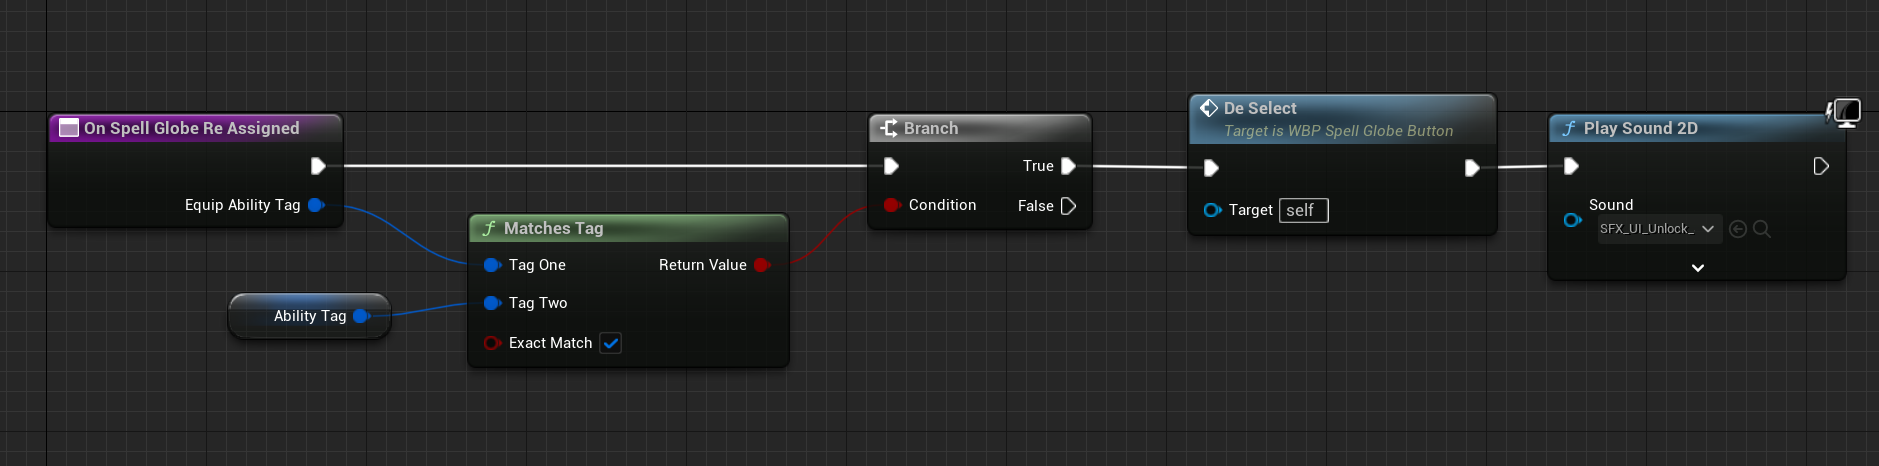 On Spell Globe Re Assigned
Equip Ability Tag
Ability Tag
Matches Tag
Tag One
Return Value
Tag Two
Exact Match
Branch
True
Condition
False
De Select
Target is WBP Spell Globe Button
Target
self
Play Sound 2D
Sound
SFX_UI_Unlock_